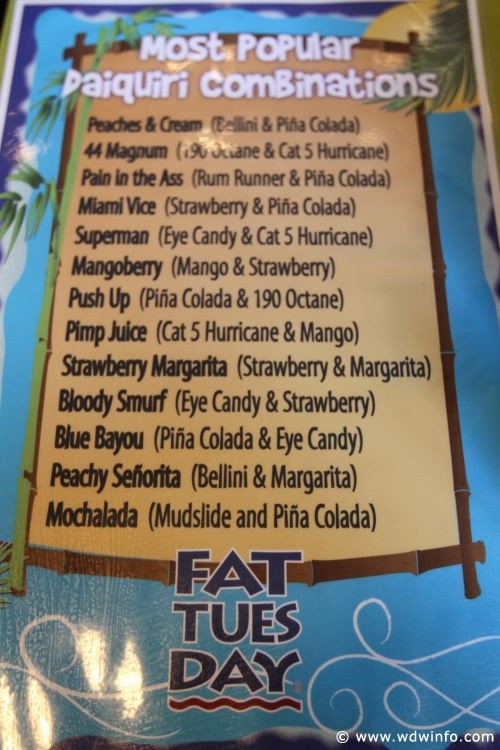 Most Popular
Daiquiri Combinations
Peaches & Cream (Bellini & Piña Colada)
44 Magnum (190 Octane & Cat 5 Hurricane)
Pain in the Ass (Rum Runner & Piña Colada)
Miami Vice (Strawberry & Piña Colada)
Superman (Eye Candy & Cat 5 Hurricane)
Mangoberry (Mango & Strawberry)
Push Up (Piña Colada & 190 Octane)
Pimp Juice (Cat 5 Hurricane & Mango)
Strawberry Margarita (Strawberry & Margarita)
Bloody Smurf (Eye Candy & Strawberry)
Blue Bayou (Piña Colada & Eye Candy)
Peachy Señorita (Bellini & Margarita)
Mochalada (Mudslide and Piña Colada)
FAT
TUES
DAY®
© www.wdwinfo.com